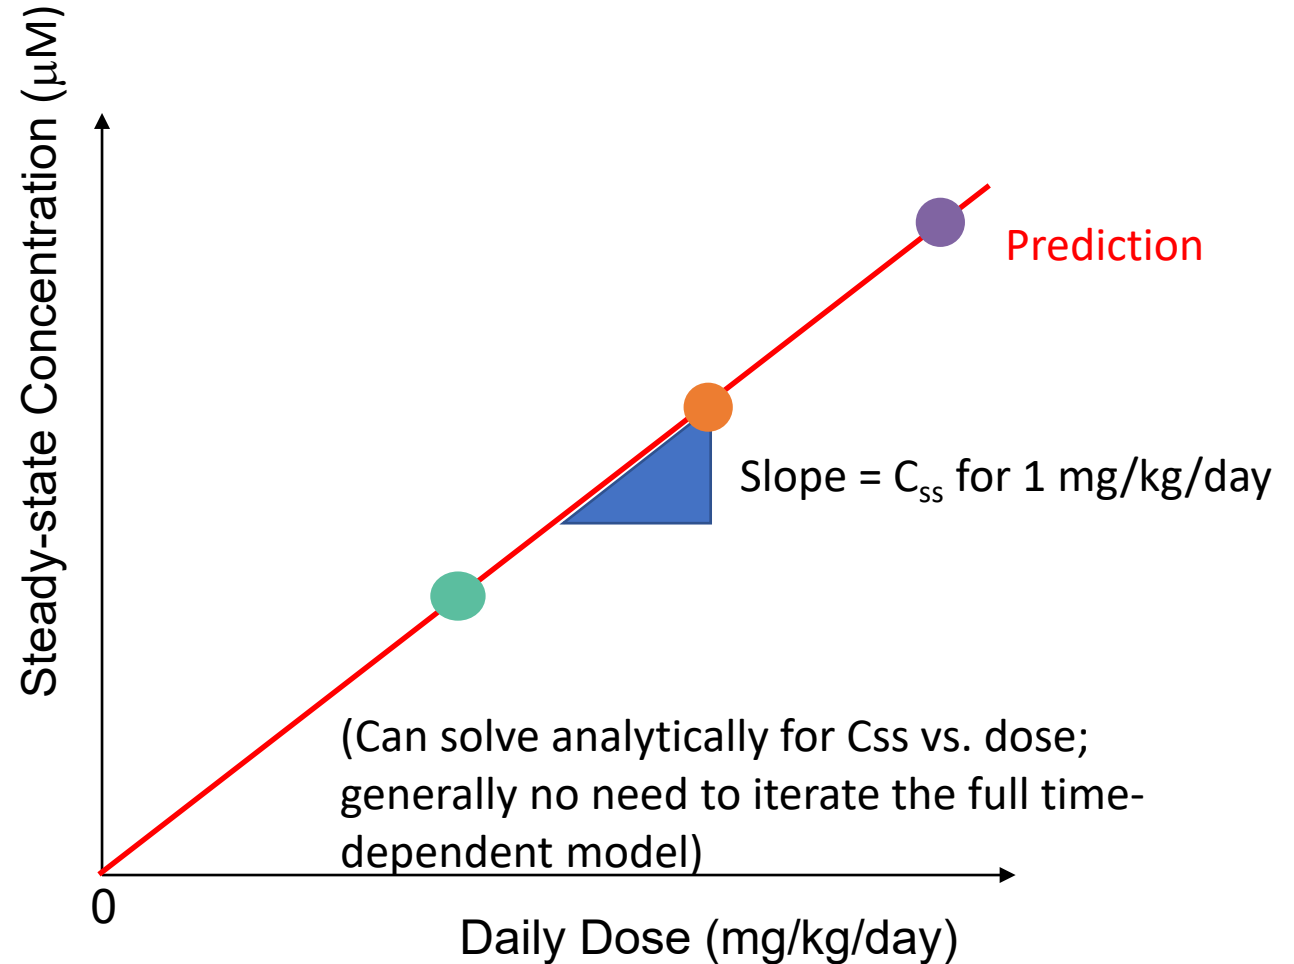 Steady-state Concentration (μM)
Prediction
Slope = Css for 1 mg/kg/day
(Can solve analytically for Css vs. dose;
generally no need to iterate the full time-
dependent model)
0
Daily Dose (mg/kg/day)